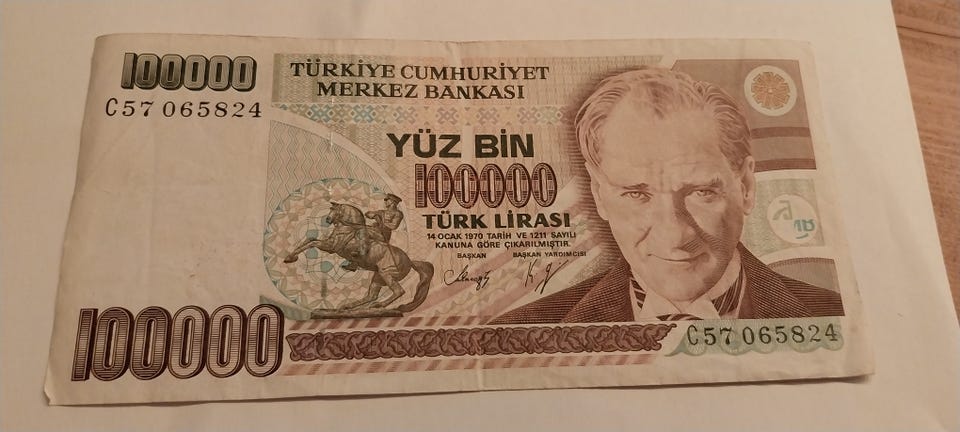 100000
C57 065824
TÜRKİYE CUMHURİYET
MERKEZ BANKASI
YÜZ BİN
100000
TÜRK LİRASI
14 OCAK 1970 TARİH VE 1211 SAYILI
KANUNA GÖRE ÇIKARILMIŞTIR.
BAŞKAN BAŞKAN YARDIMCISI
100000
C57 065824